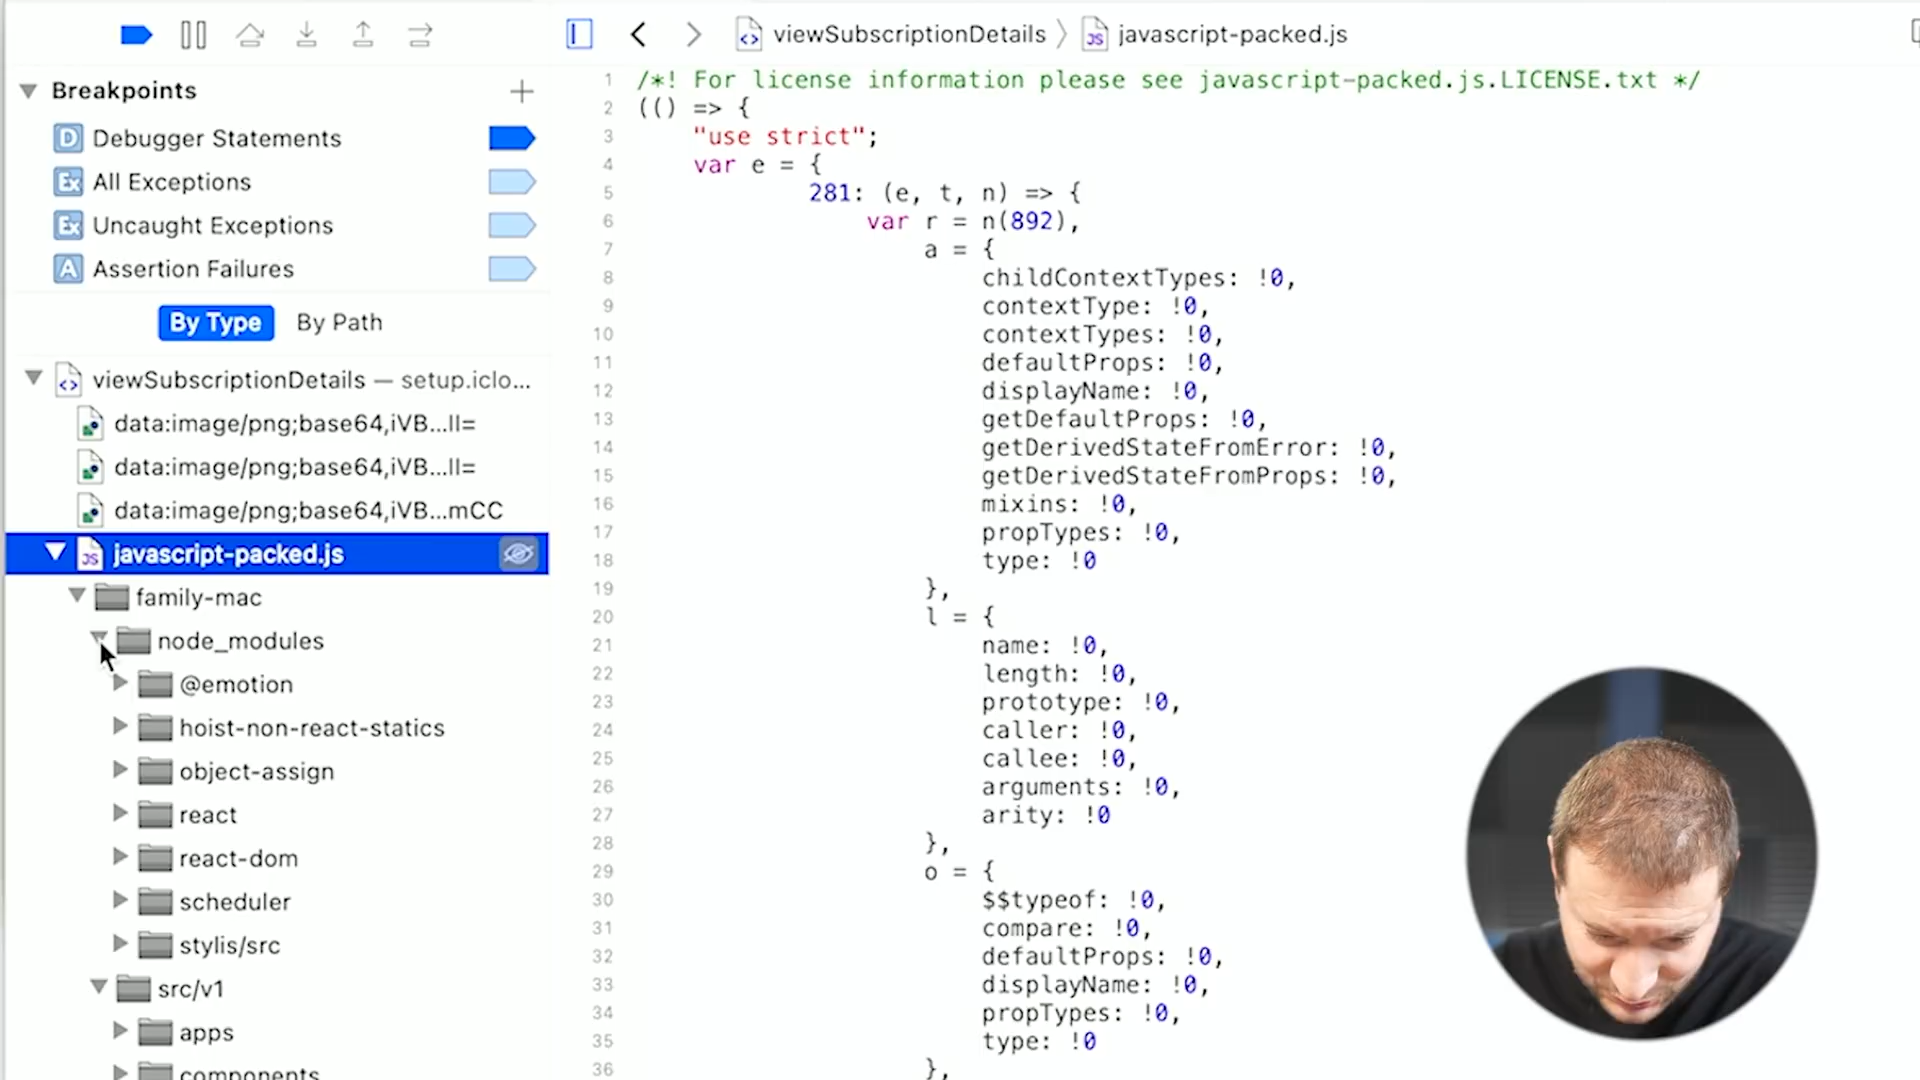 viewSubscriptionDetails
javascript-packed.js
Breakpoints
Debugger Statements
All Exceptions
Uncaught Exceptions
Assertion Failures
By Type
By Path
viewSubscriptionDetails — setup.iclo...
data:image/png;base64,iVB...II=
data:image/png;base64,iVB...II=
data:image/png;base64,iVB...mCC
javascript-packed.js
family-mac
node_modules
@emotion
hoist-non-react-statics
object-assign
react
react-dom
scheduler
stylis/src
src/v1
apps
components
1 /*! For license information please see javascript-packed.js.LICENSE.txt */
2 (() => {
3 "use strict";
4 var e = {
5 281: (e, t, n) => {
6 var r = n(892),
7 a = {
8 childContextTypes: !0,
9 contextType: !0,
10 contextTypes: !0,
11 defaultProps: !0,
12 displayName: !0,
13 getDefaultProps: !0,
14 getDerivedStateFromError: !0,
15 getDerivedStateFromProps: !0,
16 mixins: !0,
17 propTypes: !0,
18 type: !0
19 },
20 l = {
21 name: !0,
22 length: !0,
23 prototype: !0,
24 caller: !0,
25 callee: !0,
26 arguments: !0,
27 arity: !0
28 },
29 o = {
30 $$typeof: !0,
31 compare: !0,
32 defaultProps: !0,
33 displayName: !0,
34 propTypes: !0,
35 type: !0
36 },